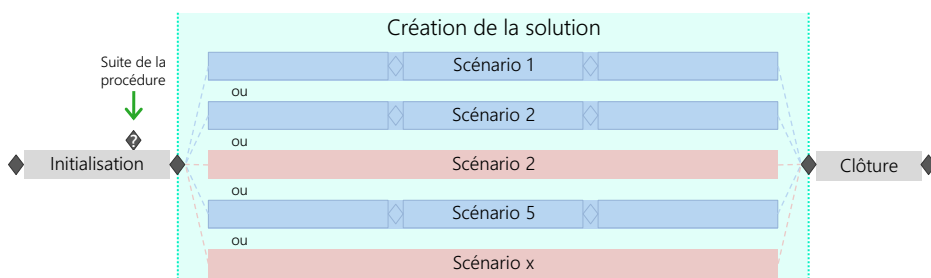 Création de la solution
Suite de la
procédure
Scénario 1
ou
Scénario 2
ou
?
Initialisation
Scénario 2
Clôture
ou
Scénario 5
ou
Scénario x